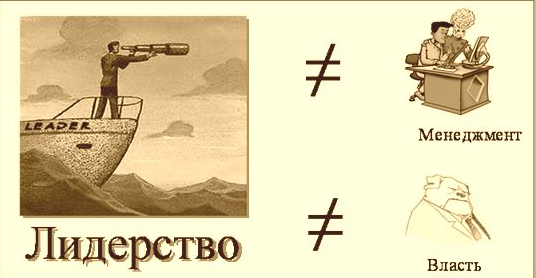 LEADER
≠
Менеджмент
≠
Лидерство
Власть